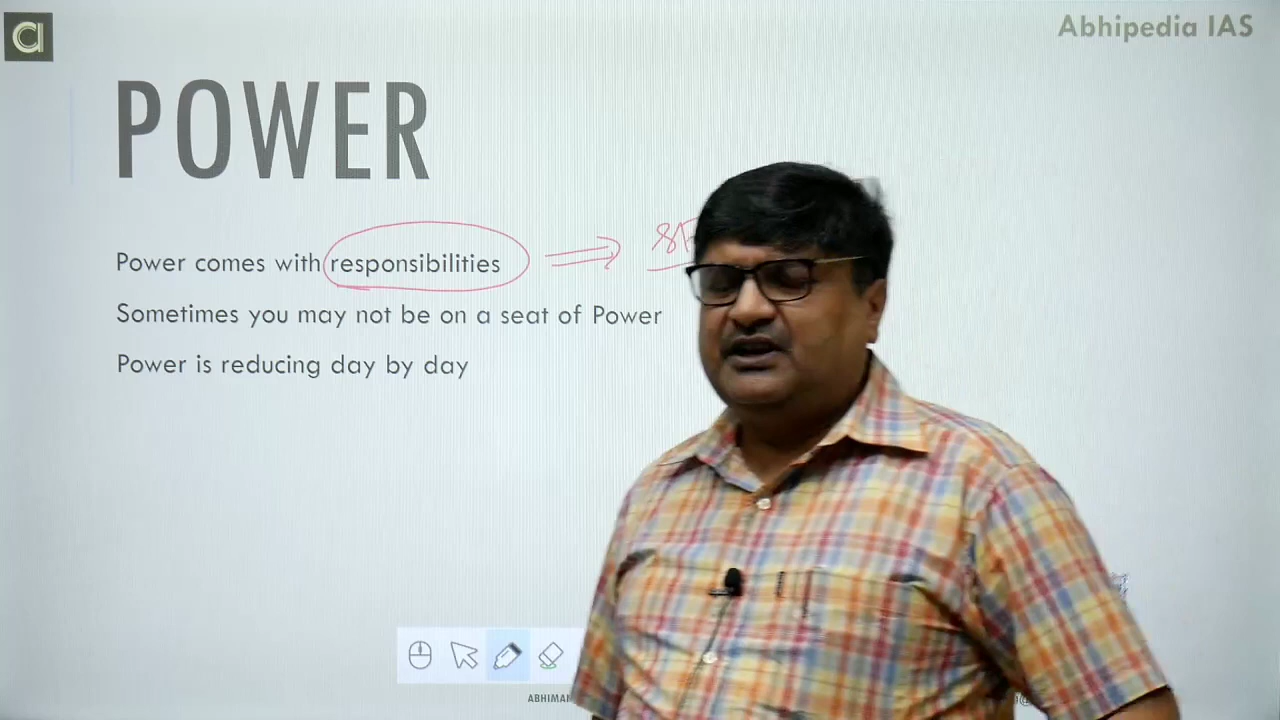 Abhipedia IAS
POWER
Power comes with responsibilities
Sometimes you may not be on a seat of Power
Power is reducing day by day